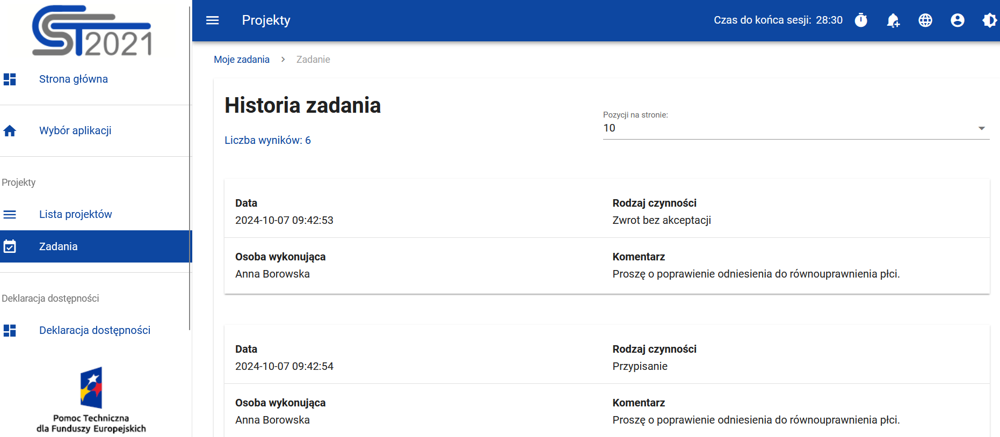 CST2021
Strona główna
Wybór aplikacji
Projekty
Lista projektów
Zadania
Deklaracja dostępności
Deklaracja dostępności
Pomoc Techniczna
dla Funduszy Europejskich
Projekty
Czas do końca sesji: 28:30
Moje zadania > Zadanie
Historia zadania
Liczba wyników: 6
Pozycji na stronie:
10
Data
2024-10-07 09:42:53
Rodzaj czynności
Zwrot bez akceptacji
Osoba wykonująca
Anna Borowska
Komentarz
Proszę o poprawienie odniesienia do równouprawnienia płci.
Data
2024-10-07 09:42:54
Rodzaj czynności
Przypisanie
Osoba wykonująca
Anna Borowska
Komentarz
Proszę o poprawienie odniesienia do równouprawnienia płci.